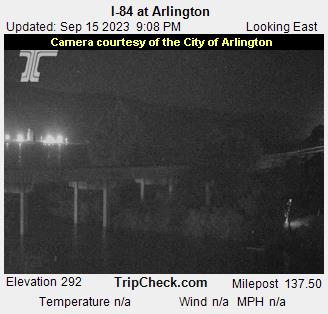 I-84 at Arlington
Updated: Sep 15 2023 9:08 PM Looking East
Camera courtesy of the City of Arlington
Elevation 292 TripCheck.com Milepost 137.50
Temperature n/a Wind n/a MPH n/a